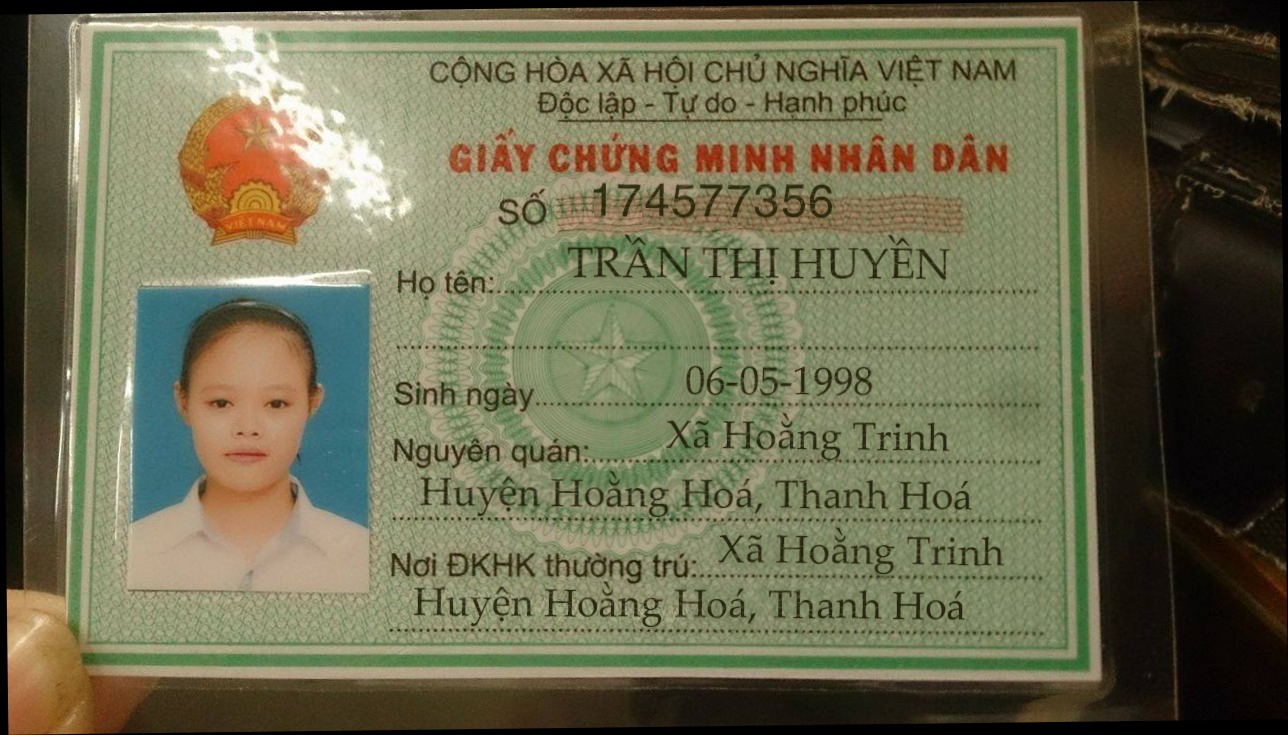 CỘNG HÒA XÃ HỘI CHỦ NGHĨA VIỆT NAM
Độc lập - Tự do - Hạnh phúc
GIẤY CHỨNG MINH NHÂN DÂN
SỐ 174577356
Họ tên: TRẦN THỊ HUYỀN
Sinh ngày 06-05-1998
Nguyên quán: Xã Hoằng Trinh
Huyện Hoằng Hoá, Thanh Hoá
Nơi ĐKHK thường trú: Xã Hoằng Trinh
Huyện Hoằng Hoá, Thanh Hoá
VIỆT NAM